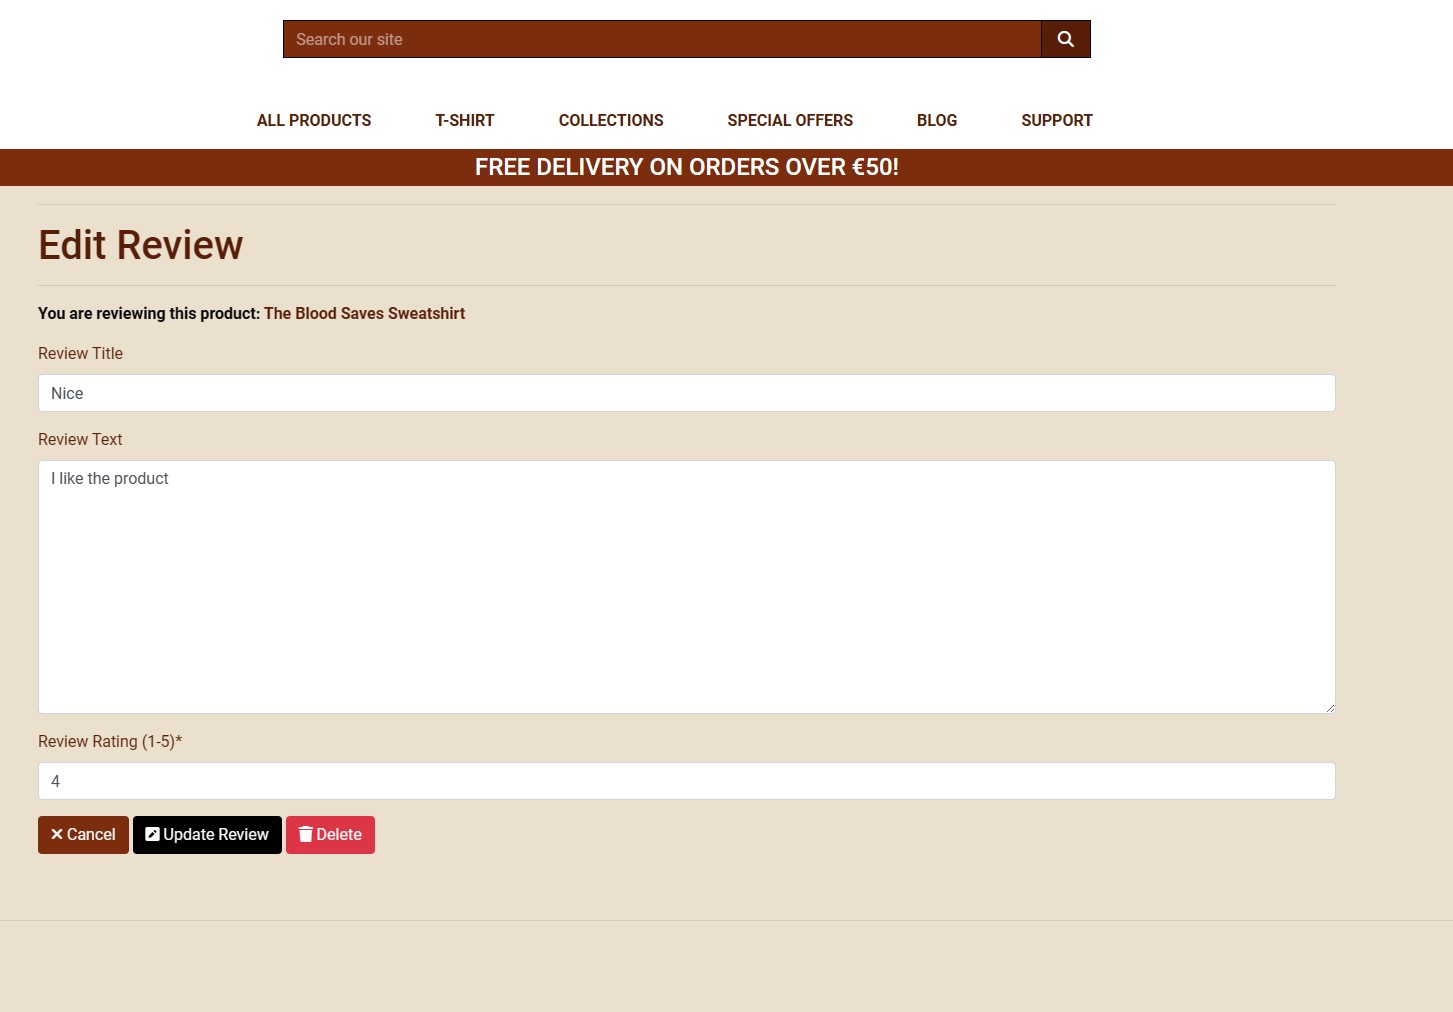 Search our site
ALL PRODUCTS T-SHIRT COLLECTIONS SPECIAL OFFERS BLOG SUPPORT
FREE DELIVERY ON ORDERS OVER €50!
Edit Review
You are reviewing this product: The Blood Saves Sweatshirt
Review Title
Nice
Review Text
I like the product
Review Rating (1-5)*
4
Cancel Update Review Delete